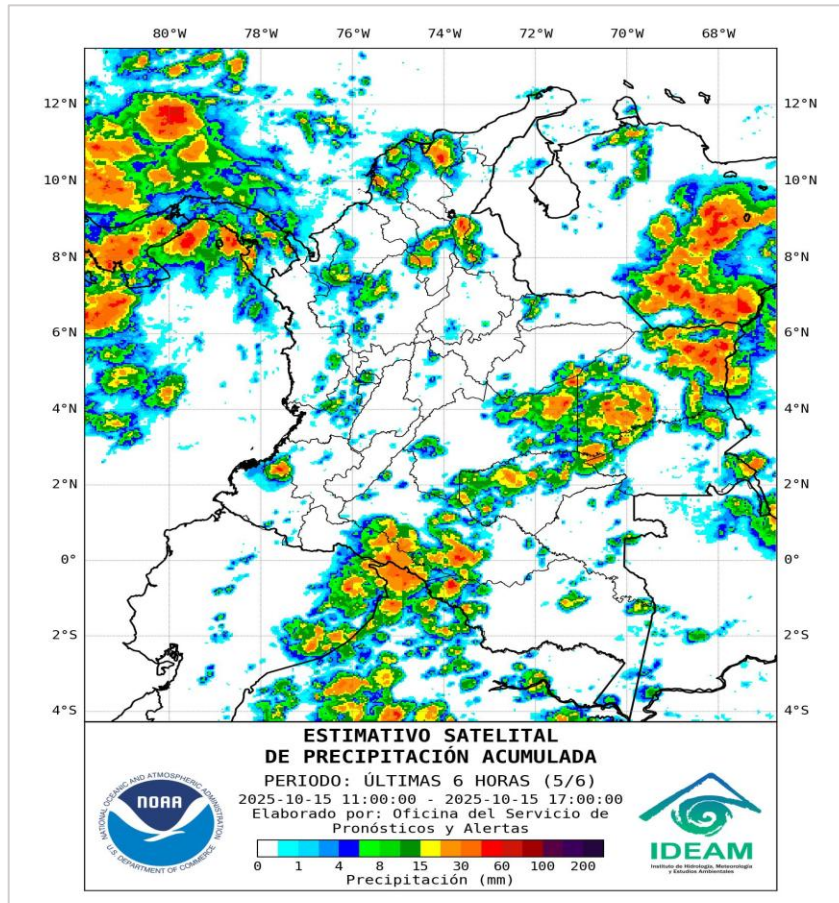 80°W 78°W 76°W 74°W 72°W 70°W 68°W
12°N 12°N
10°N 10°N
8°N 8°N
6°N 6°N
4°N 4°N
2°N 2°N
0° 0°
2°S 2°S
4°S 4°S
ESTIMATIVO SATELITAL
DE PRECIPITACIÓN ACUMULADA
PERIODO: ÚLTIMAS 6 HORAS (5/6)
2025-10-15 11:00:00 - 2025-10-15 17:00:00
Elaborado por: Oficina del Servicio de
Pronósticos y Alertas
0 1 4 8 15 30 60 100 200
Precipitación (mm)
NATIONAL OCEANIC AND ATMOSPHERIC ADMINISTRATION
NOAA
U.S. DEPARTMENT OF COMMERCE
IDEAM
Instituto de Hidrología, Meteorología
y Estudios Ambientales